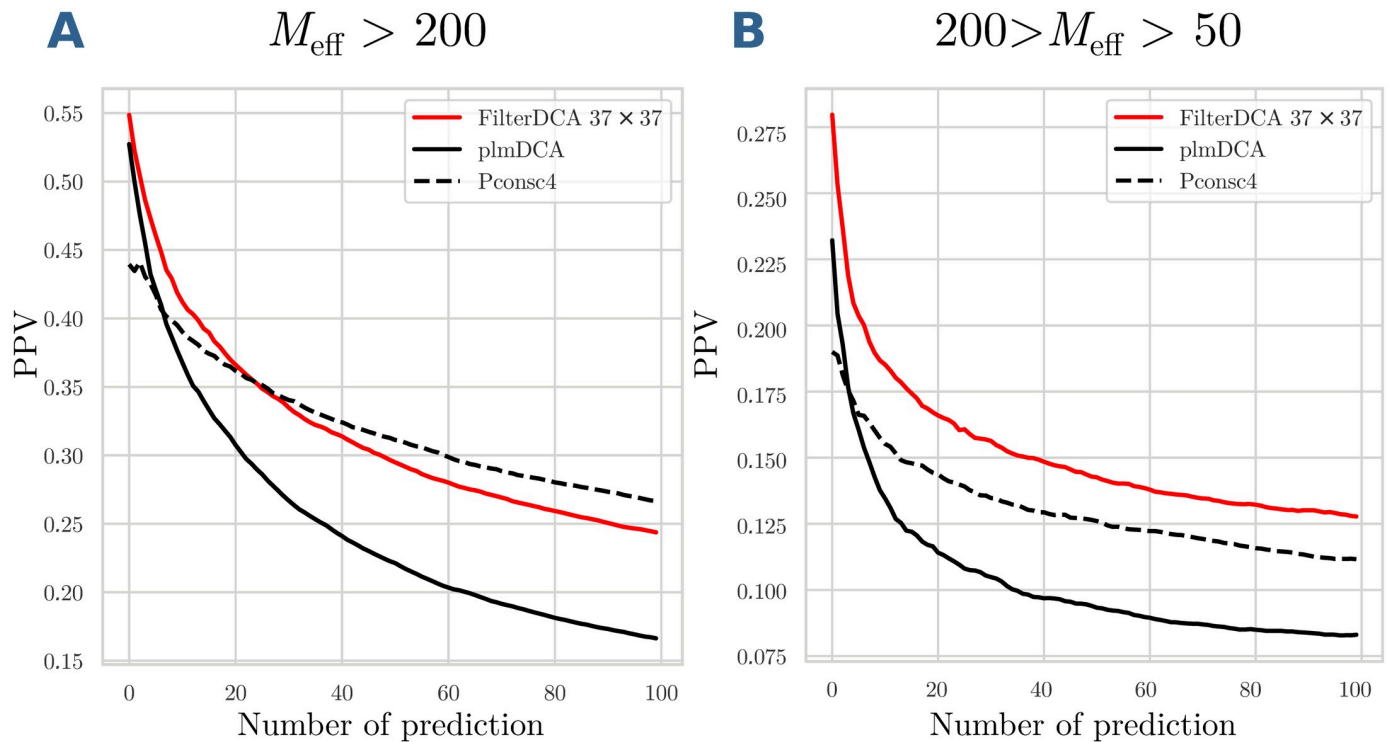 A
M_eff > 200
FilterDCA 37 × 37
plmDCA
Pconsc4
0.55
0.50
0.45
0.40
0.35
0.30
0.25
0.20
0.15
PPV
0 20 40 60 80 100
Number of prediction
B
200>M_eff > 50
FilterDCA 37 × 37
plmDCA
Pconsc4
0.275
0.250
0.225
0.200
0.175
0.150
0.125
0.100
0.075
PPV
0 20 40 60 80 100
Number of prediction